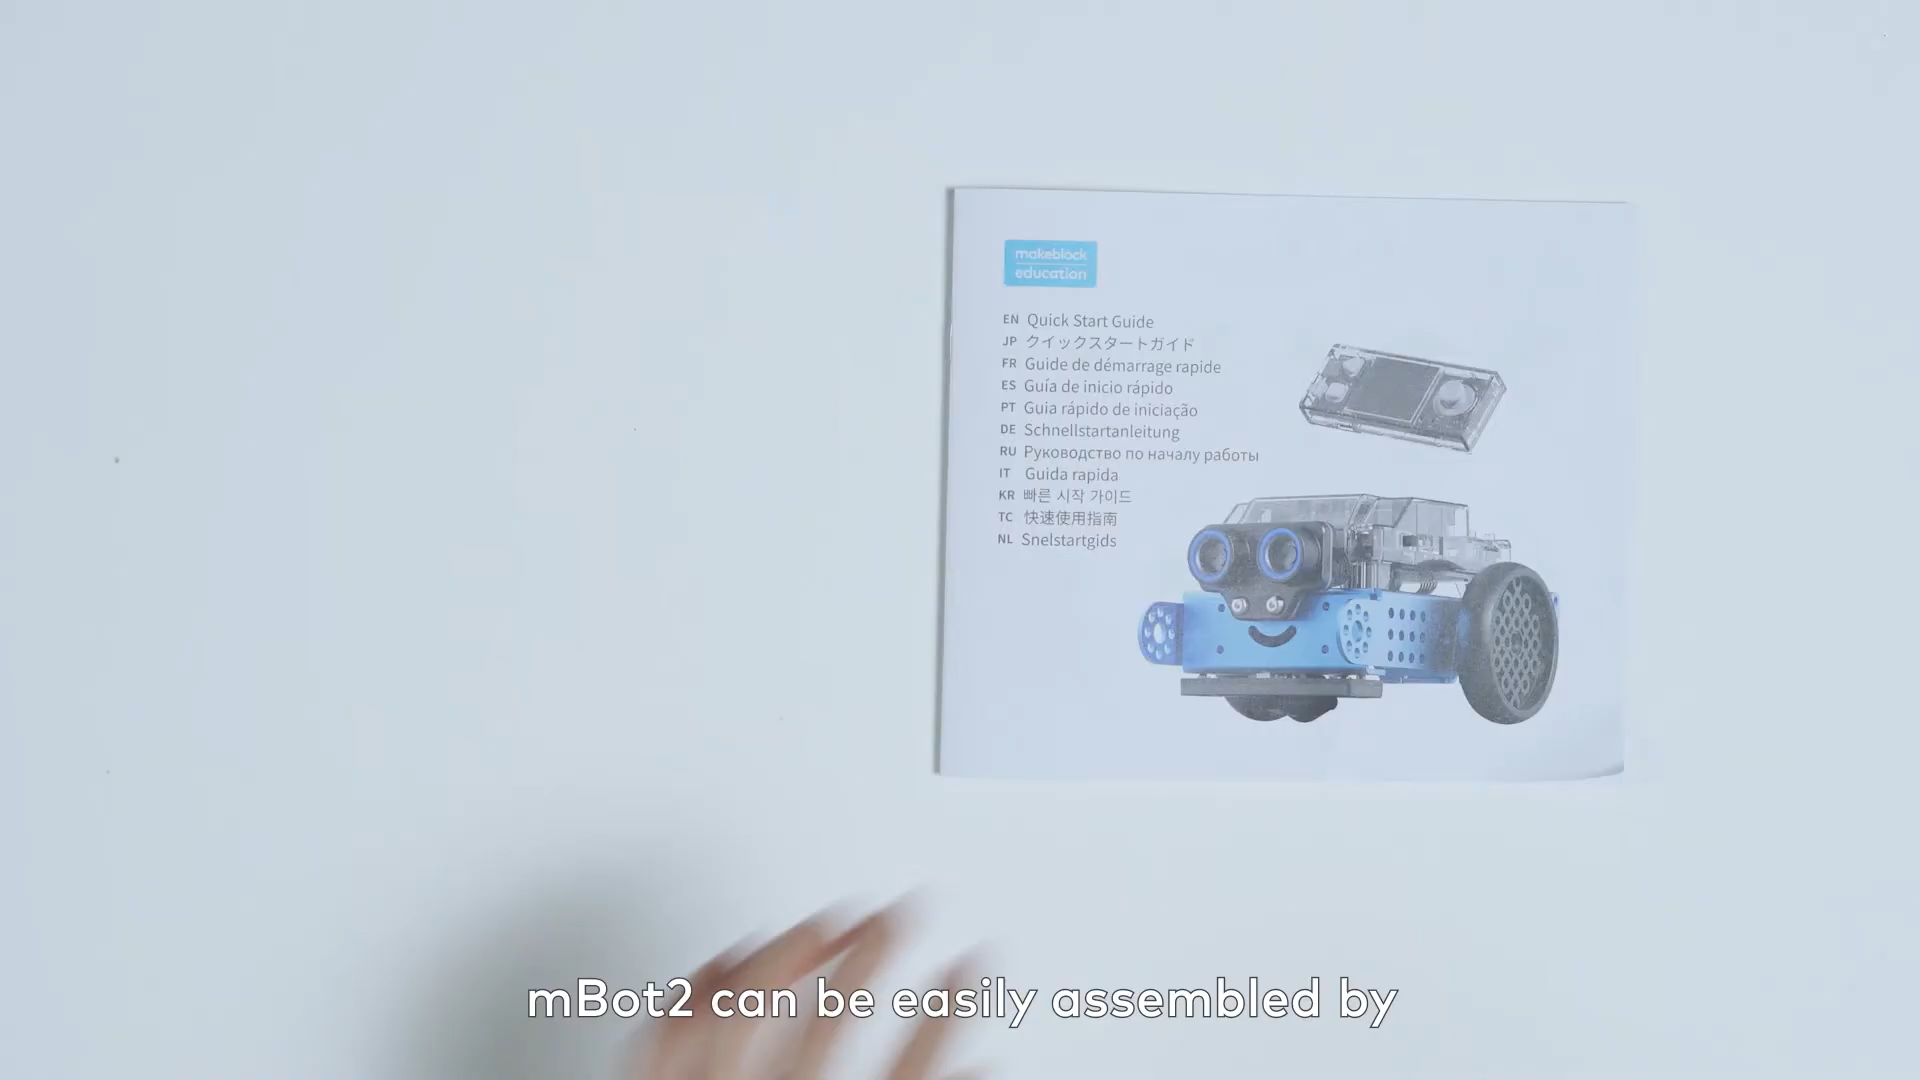 makeblock
education
EN Quick Start Guide
JP クイックスタートガイド
FR Guide de démarrage rapide
ES Guía de inicio rápido
PT Guia rápido de iniciação
DE Schnellstartanleitung
RU Руководство по началу работы
IT Guida rapida
KR 빠른 시작 가이드
TC 快速使用指南
NL Snelstartgids
mBot2 can be easily assembled by